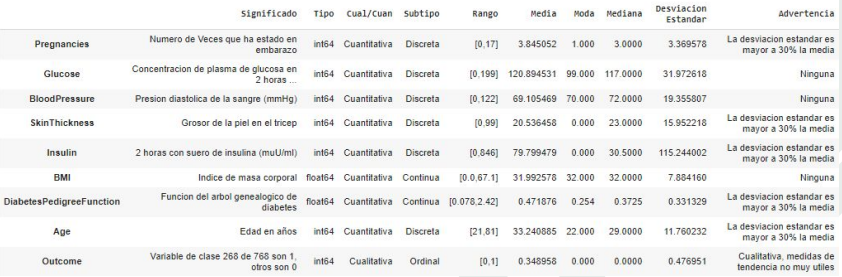 Significado Tipo Cual/Cuan Subtipo Rango Media Moda Mediana Desviacion Estandar Advertencia
Pregnancies Numero de Veces que ha estado en embarazo int64 Cuantitativa Discreta [0,17] 3.845052 1.000 3.0000 3.369578 La desviacion estandar es mayor a 30% la media
Glucose Concentracion de plasma de glucosa en 2 horas ... int64 Cuantitativa Discreta [0,199] 120.894531 99.000 117.0000 31.972618 Ninguna
BloodPressure Presion diastolica de la sangre (mmHg) int64 Cuantitativa Discreta [0,122] 69.105469 70.000 72.0000 19.355807 Ninguna
SkinThickness Grosor de la piel en el tricep int64 Cuantitativa Discreta [0,99] 20.536458 0.000 23.0000 15.952218 La desviacion estandar es mayor a 30% la media
Insulin 2 horas con suero de insulina (muU/ml) int64 Cuantitativa Discreta [0,846] 79.799479 0.000 30.5000 115.244002 La desviacion estandar es mayor a 30% la media
BMI Indice de masa corporal float64 Cuantitativa Continua [0.0,67.1] 31.992578 32.000 32.0000 7.884160 Ninguna
DiabetesPedigreeFunction Funcion del arbol genealogico de diabetes float64 Cuantitativa Continua [0.078,2.42] 0.471876 0.254 0.3725 0.331329 La desviacion estandar es mayor a 30% la media
Age Edad en años int64 Cuantitativa Discreta [21,81] 33.240885 22.000 29.0000 11.760232 La desviacion estandar es mayor a 30% la media
Outcome Variable de clase 268 de 768 son 1, otros son 0 int64 Cualitativa Ordinal [0,1] 0.348958 0.000 0.0000 0.476951 Cualitativa, medidas de tendencia no muy utiles